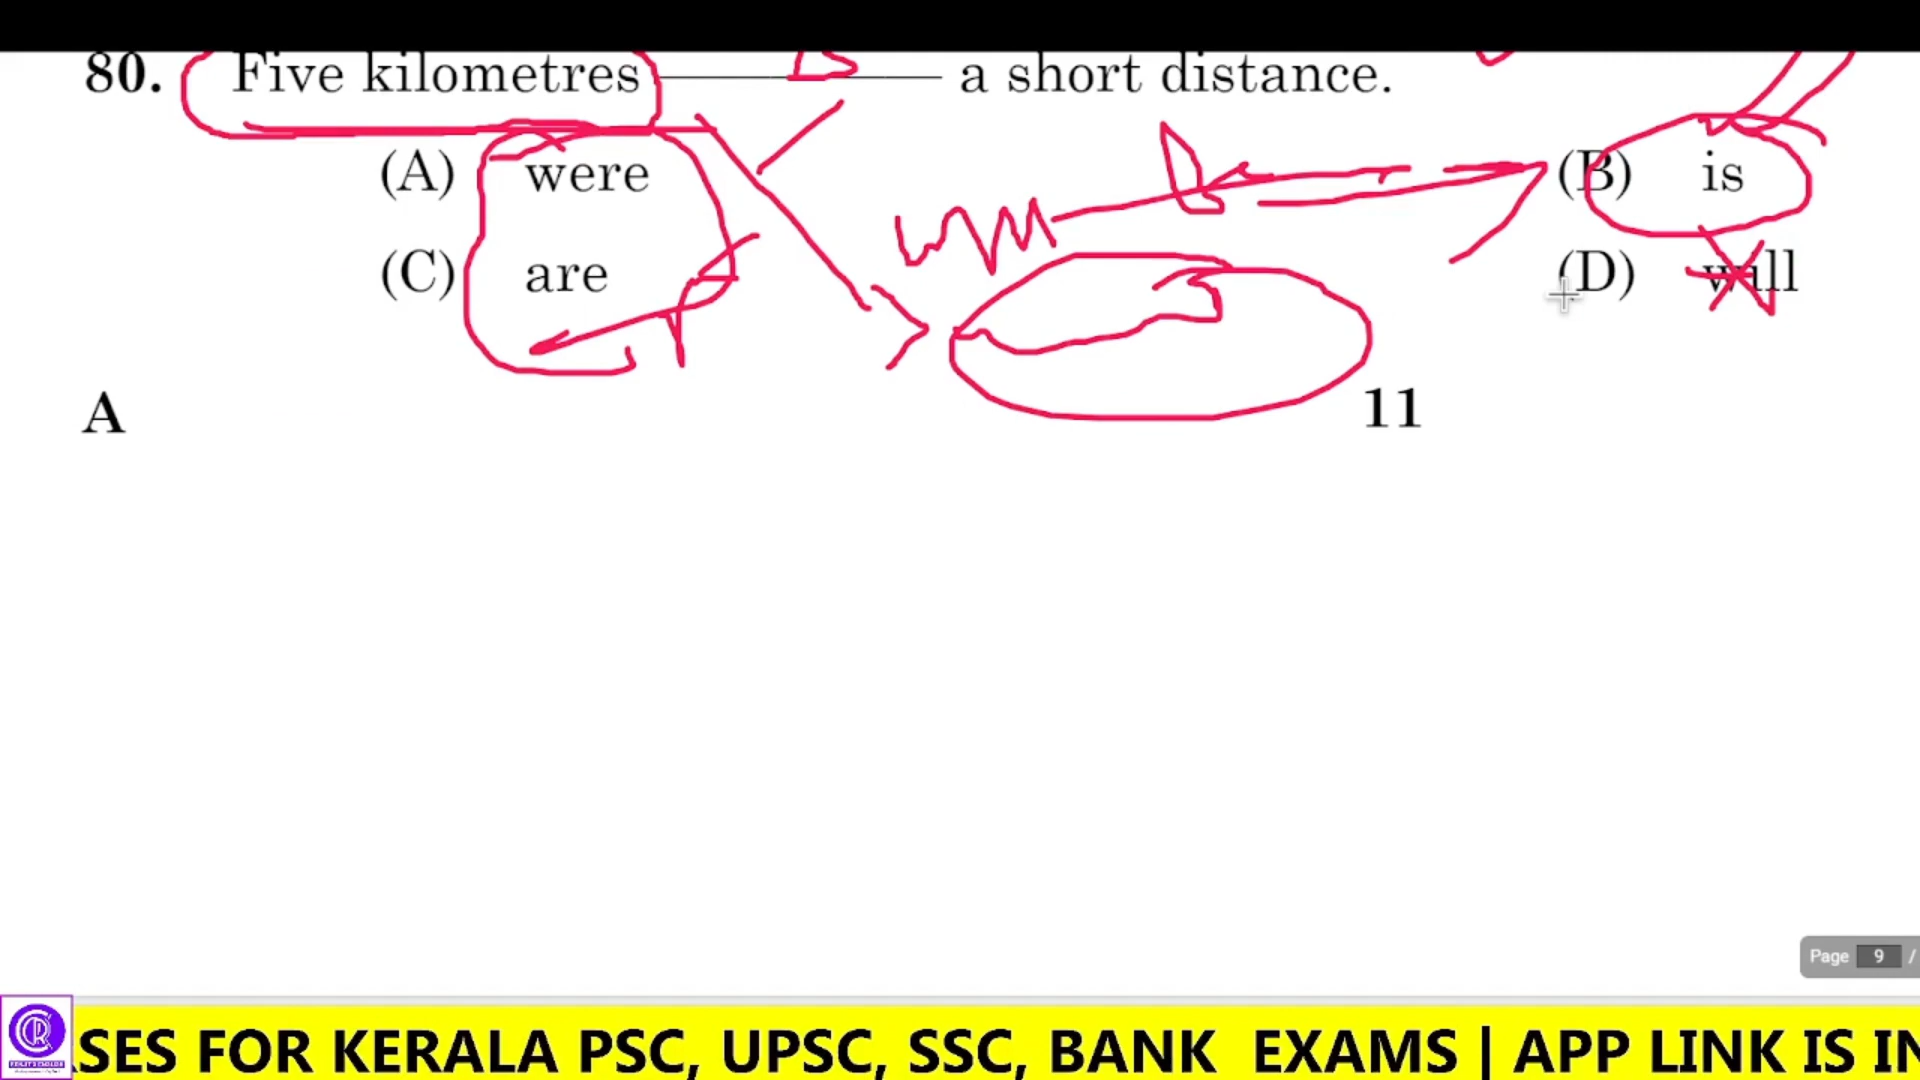 80. Five kilometres ________ a short distance.
(A) were (B) is
(C) are (D) will
A 11
Page 9 /
SES FOR KERALA PSC, UPSC, SSC, BANK EXAMS | APP LINK IS IN